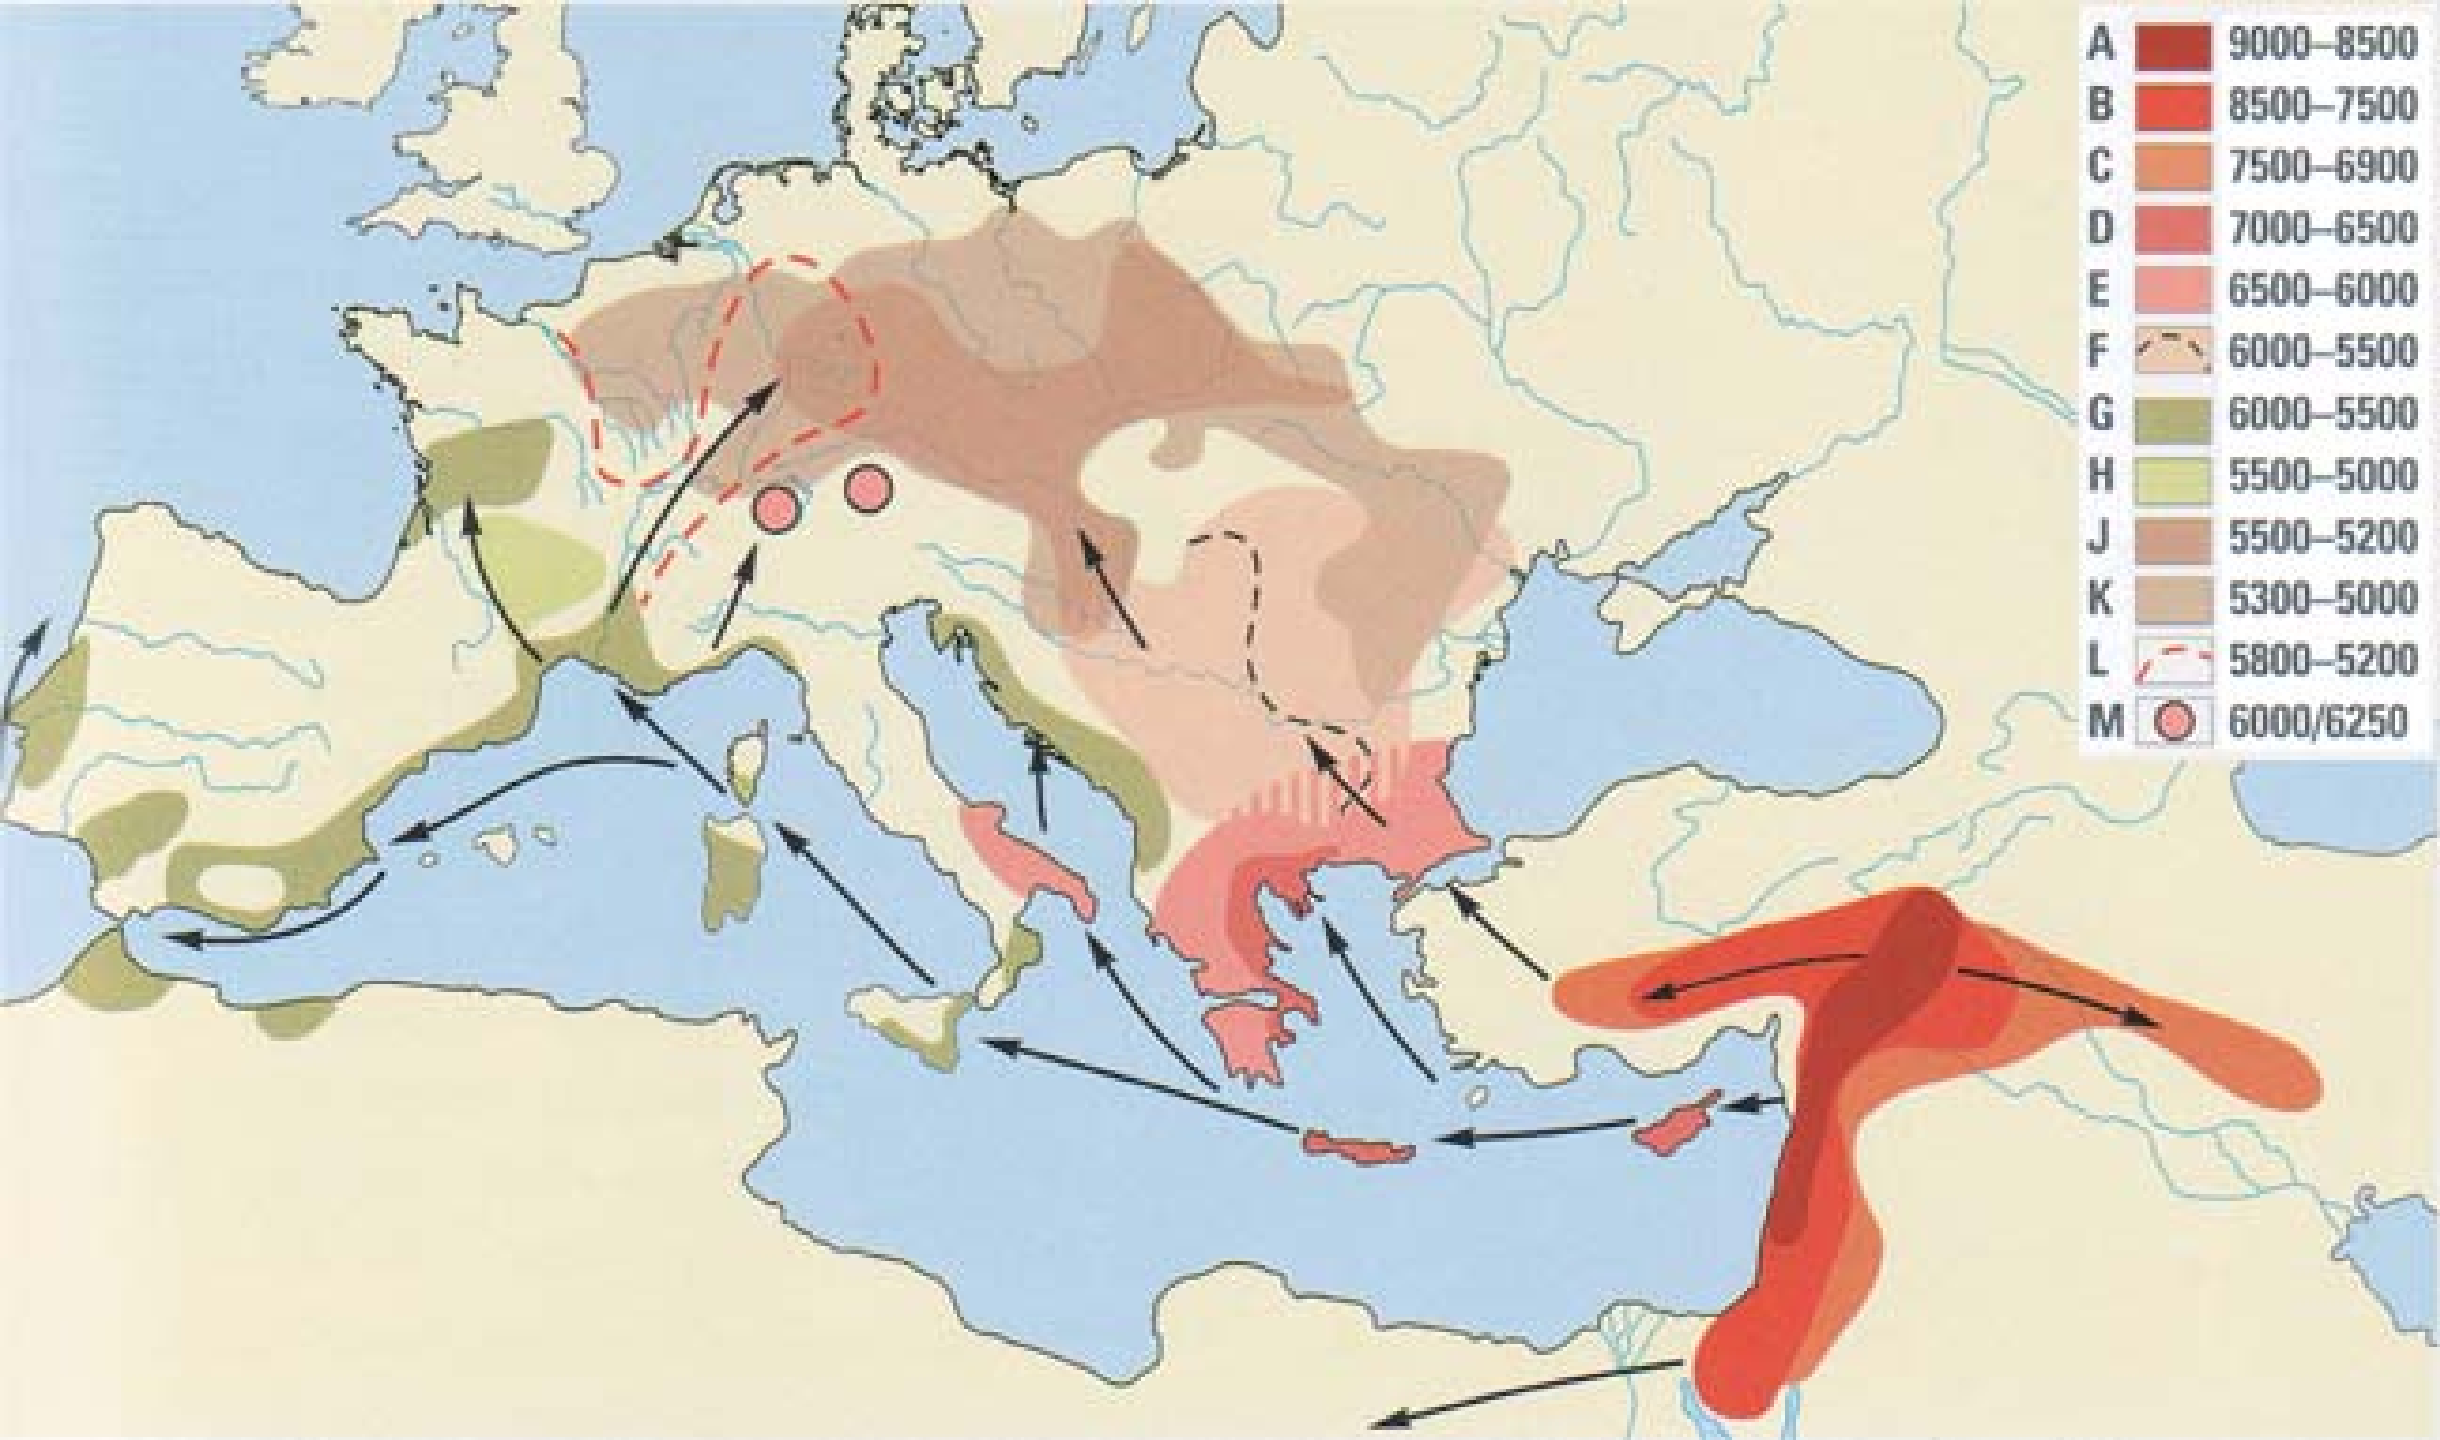 A 9000–8500
B 8500–7500
C 7500–6900
D 7000–6500
E 6500–6000
F 6000–5500
G 6000–5500
H 5500–5000
J 5500–5200
K 5300–5000
L 5800–5200
M 6000/6250